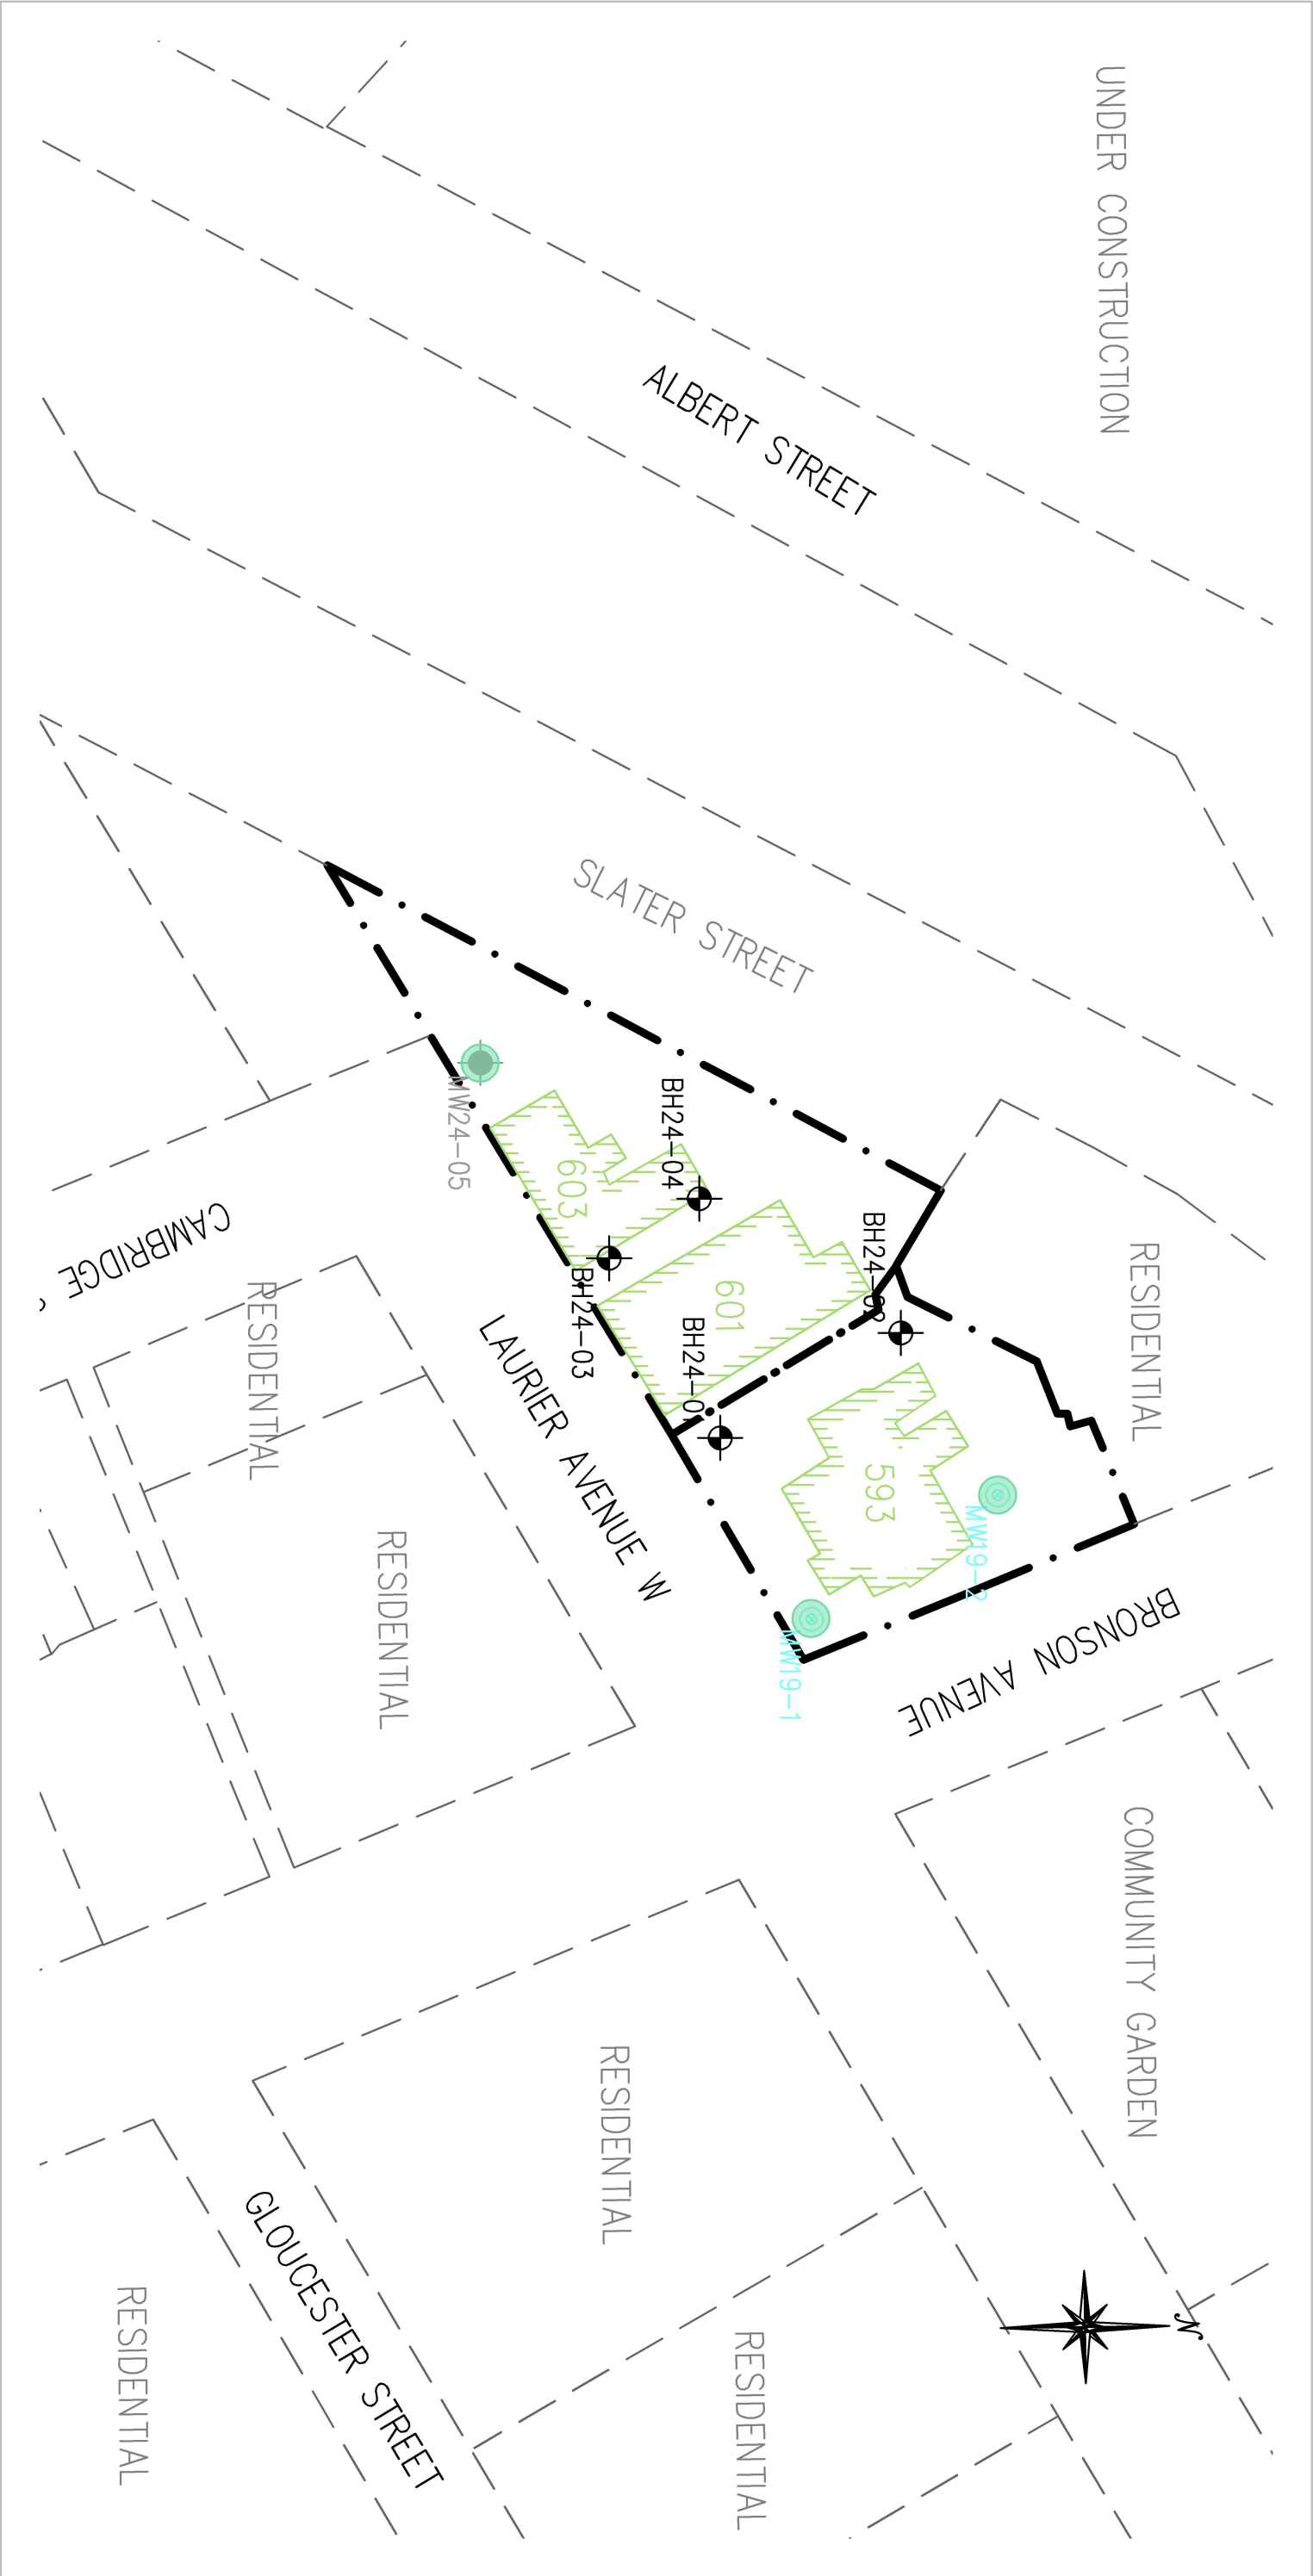 UNDER CONSTRUCTION
ALBERT STREET
SLATER STREET
BH24-04
MW24-05
603
BH24-02
601
BH24-03
BH24-01
RESIDENTIAL
CAMBRIDGE
RESIDENTIAL
LAURIER AVENUE W
593
MW19-2
MW19-1
RESIDENTIAL
BRONSON AVENUE
COMMUNITY GARDEN
RESIDENTIAL
GLOUCESTER STREET
RESIDENTIAL
RESIDENTIAL
N